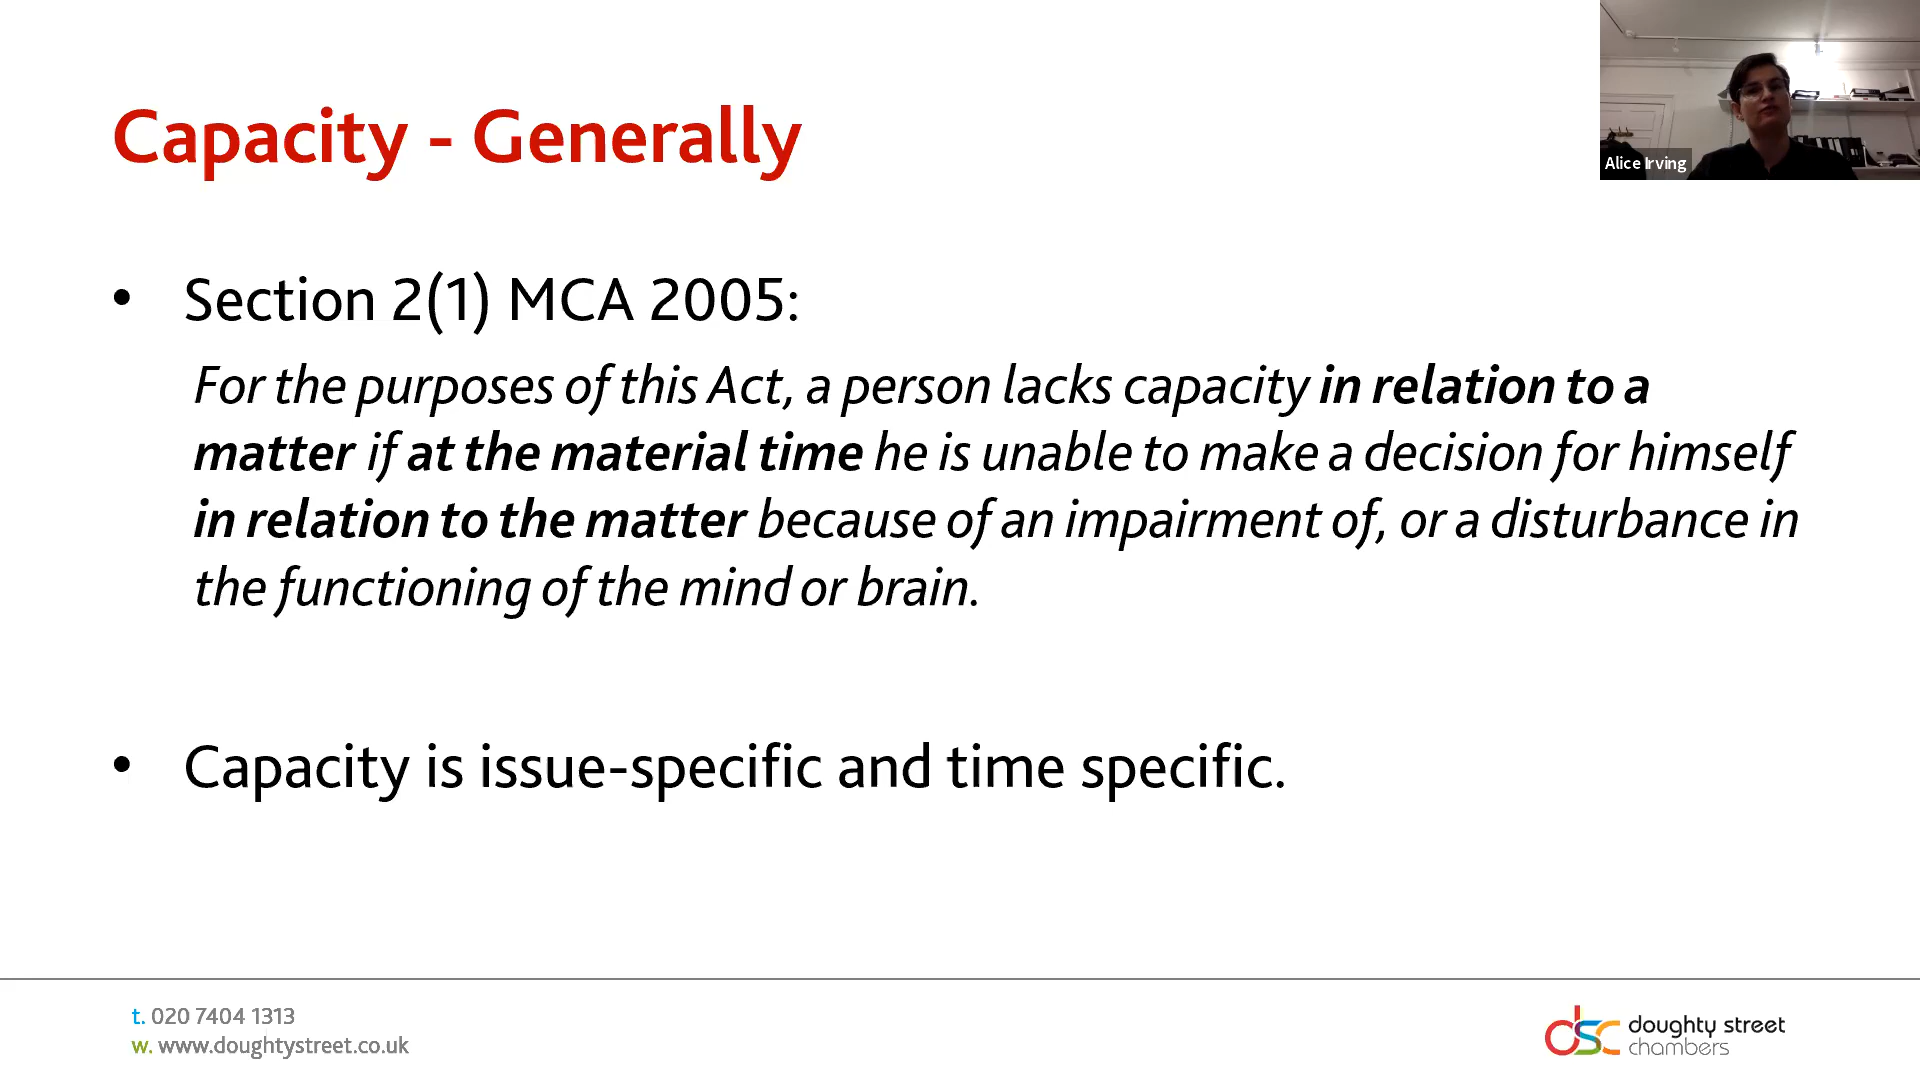 Capacity - Generally
Alice Irving
• Section 2(1) MCA 2005:
For the purposes of this Act, a person lacks capacity in relation to a
matter if at the material time he is unable to make a decision for himself
in relation to the matter because of an impairment of, or a disturbance in
the functioning of the mind or brain.
• Capacity is issue-specific and time specific.
t. 020 7404 1313
w. www.doughtystreet.co.uk
dsc doughty street
chambers